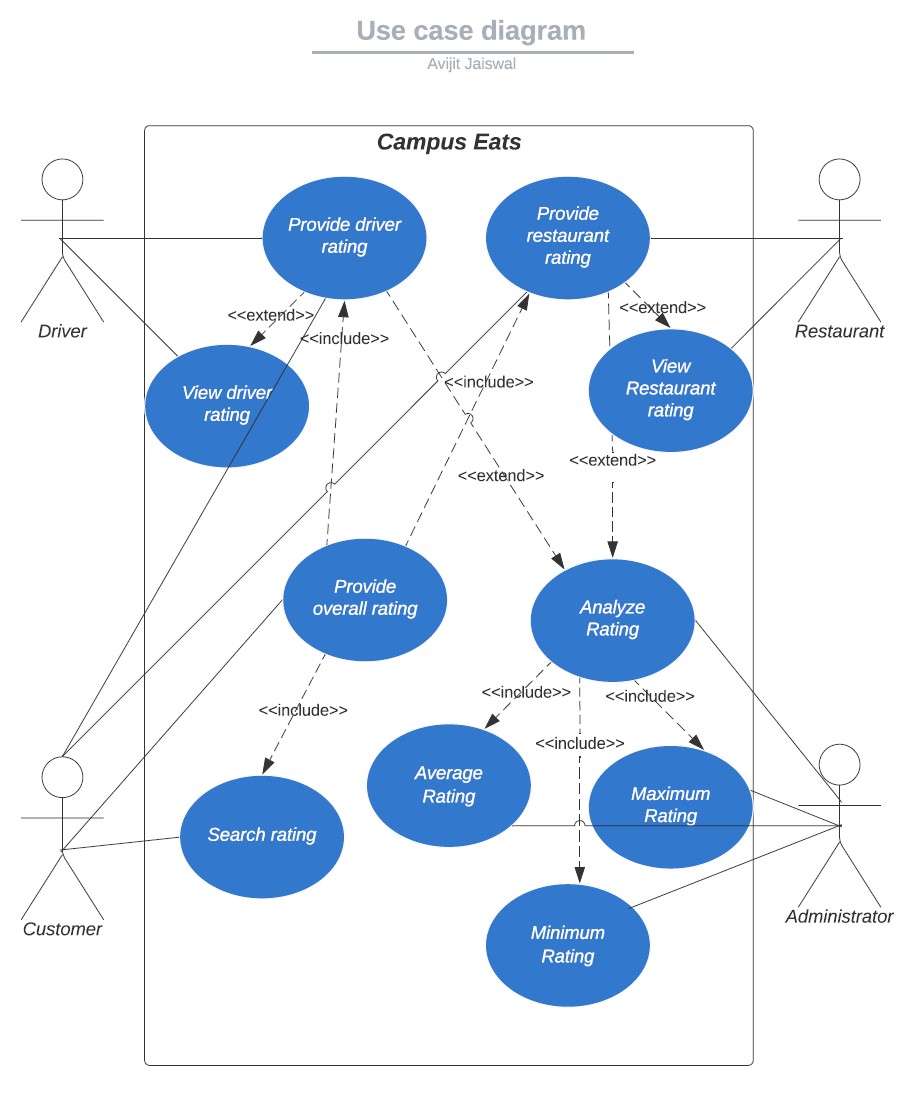 Use case diagram
Avijit Jaiswal
Campus Eats
Provide driver
rating
Provide
restaurant
rating
<<extend>>
<<extend>>
Driver
<<include>>
Restaurant
View driver
rating
View
Restaurant
rating
<<include>>
<<extend>>
<<extend>>
Provide
overall rating
Analyze
Rating
<<include>>
<<include>>
<<include>>
<<include>>
Average
Rating
Maximum
Rating
Search rating
Customer
Administrator
Minimum
Rating